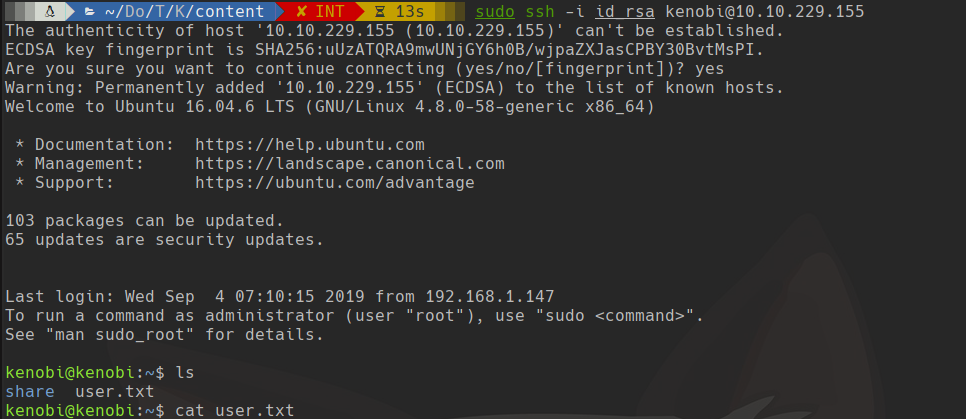 ~/Do/T/K/content ✘ INT 13s sudo ssh -i id_rsa kenobi@10.10.229.155
The authenticity of host '10.10.229.155 (10.10.229.155)' can't be established.
ECDSA key fingerprint is SHA256:uUzATQRA9mwUNjGY6h0B/wjpaZXJasCPBY30BvtMsPI.
Are you sure you want to continue connecting (yes/no/[fingerprint])? yes
Warning: Permanently added '10.10.229.155' (ECDSA) to the list of known hosts.
Welcome to Ubuntu 16.04.6 LTS (GNU/Linux 4.8.0-58-generic x86_64)
* Documentation:  https://help.ubuntu.com
* Management:     https://landscape.canonical.com
* Support:        https://ubuntu.com/advantage
103 packages can be updated.
65 updates are security updates.
Last login: Wed Sep  4 07:10:15 2019 from 192.168.1.147
To run a command as administrator (user "root"), use "sudo <command>".
See "man sudo_root" for details.
kenobi@kenobi:~$ ls
share  user.txt
kenobi@kenobi:~$ cat user.txt